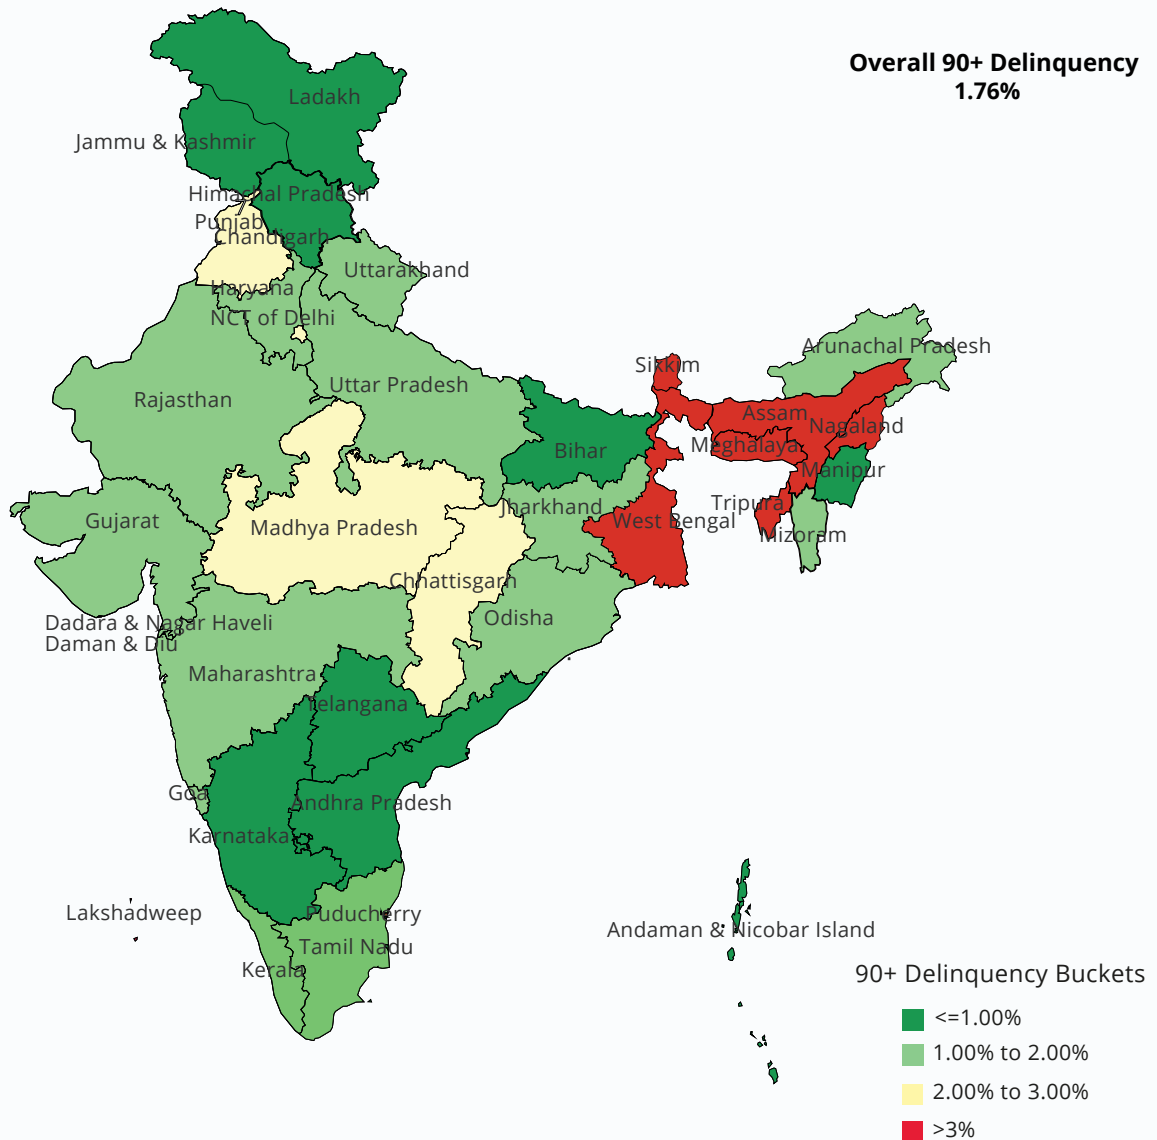 Overall 90+ Delinquency
1.76%
Ladakh
Jammu & Kashmir
Himachal Pradesh
Punjab
Chandigarh
Uttarakhand
Haryana
NCT of Delhi
Arunachal Pradesh
Sikkim
Uttar Pradesh
Rajasthan
Assam
Nagaland
Meghalaya
Bihar
Manipur
Tripura
Jharkhand
Gujarat
West Bengal
Madhya Pradesh
Mizoram
Chhattisgarh
Odisha
Dadara & Nagar Haveli
Daman & Diu
Maharashtra
Telangana
Goa
Andhra Pradesh
Karnataka
Lakshadweep
Puducherry
Andaman & Nicobar Island
Tamil Nadu
Kerala
90+ Delinquency Buckets
<=1.00%
1.00% to 2.00%
2.00% to 3.00%
>3%